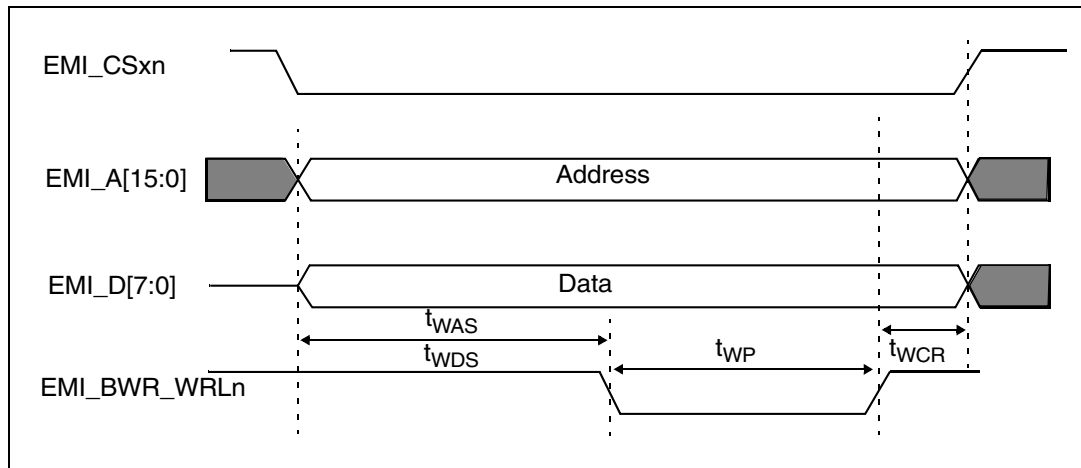 EMI_CSxn
EMI_A[15:0]
Address
EMI_D[7:0]
Data
tWAS
tWDS
tWP
tWCR
EMI_BWR_WRLn